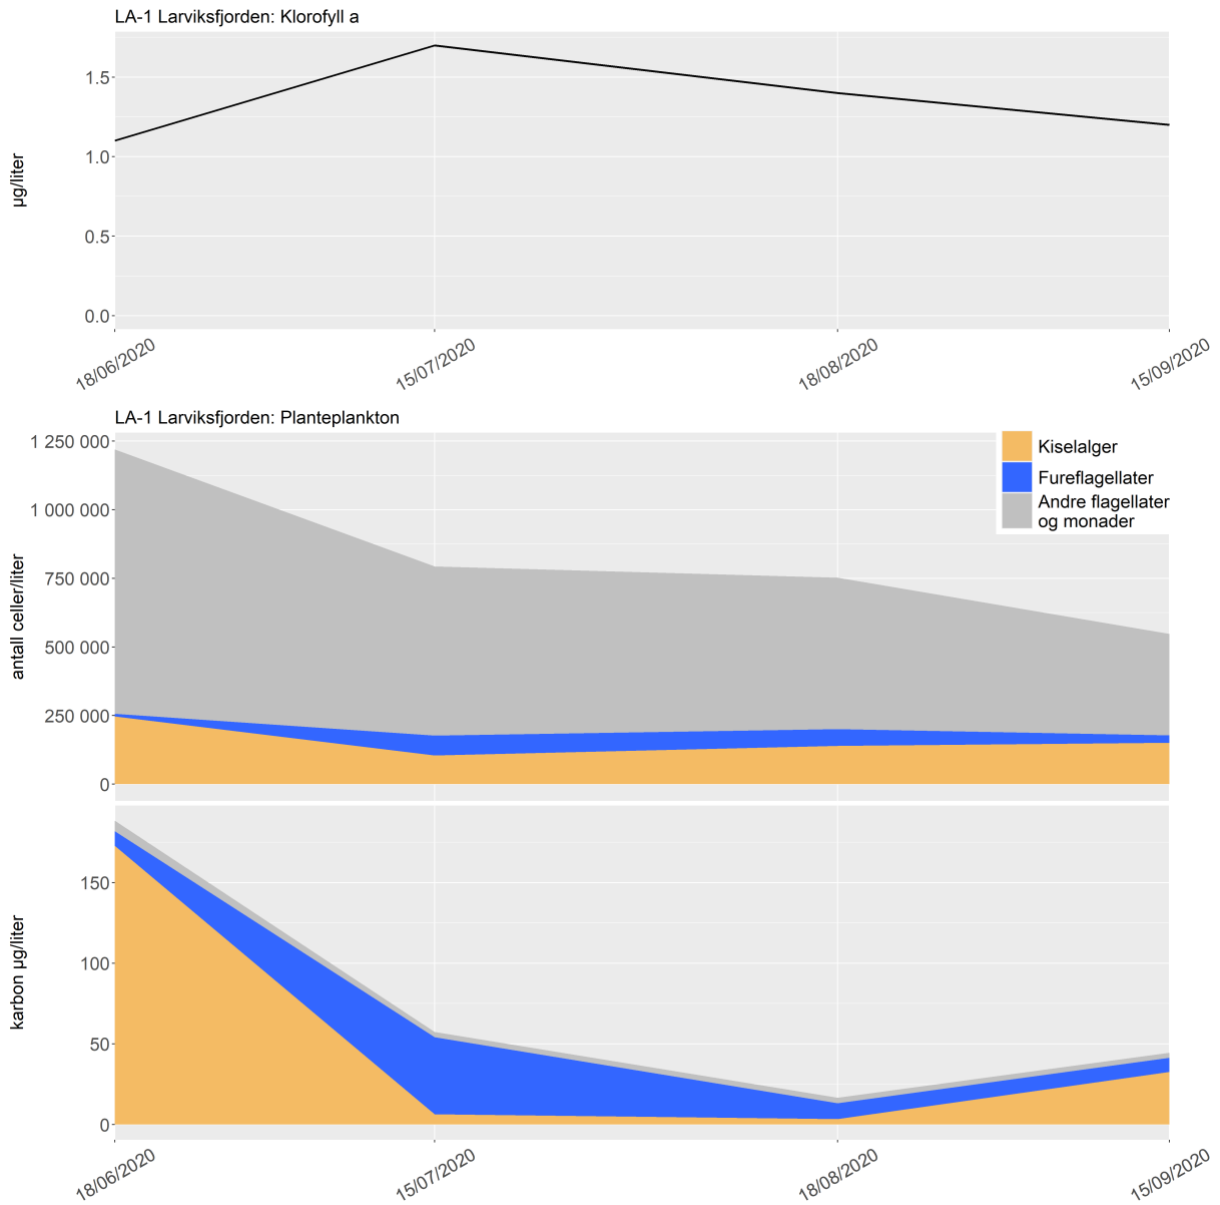 LA-1 Larviksfjorden: Klorofyll a
µg/liter
1.5
1.0
0.5
0.0
18/06/2020
15/07/2020
18/08/2020
15/09/2020
LA-1 Larviksfjorden: Planteplankton
antall celler/liter
1 250 000
1 000 000
750 000
500 000
250 000
0
Kiselalger
Fureflagellater
Andre flagellater
og monader
karbon µg/liter
150
100
50
0
18/06/2020
15/07/2020
18/08/2020
15/09/2020